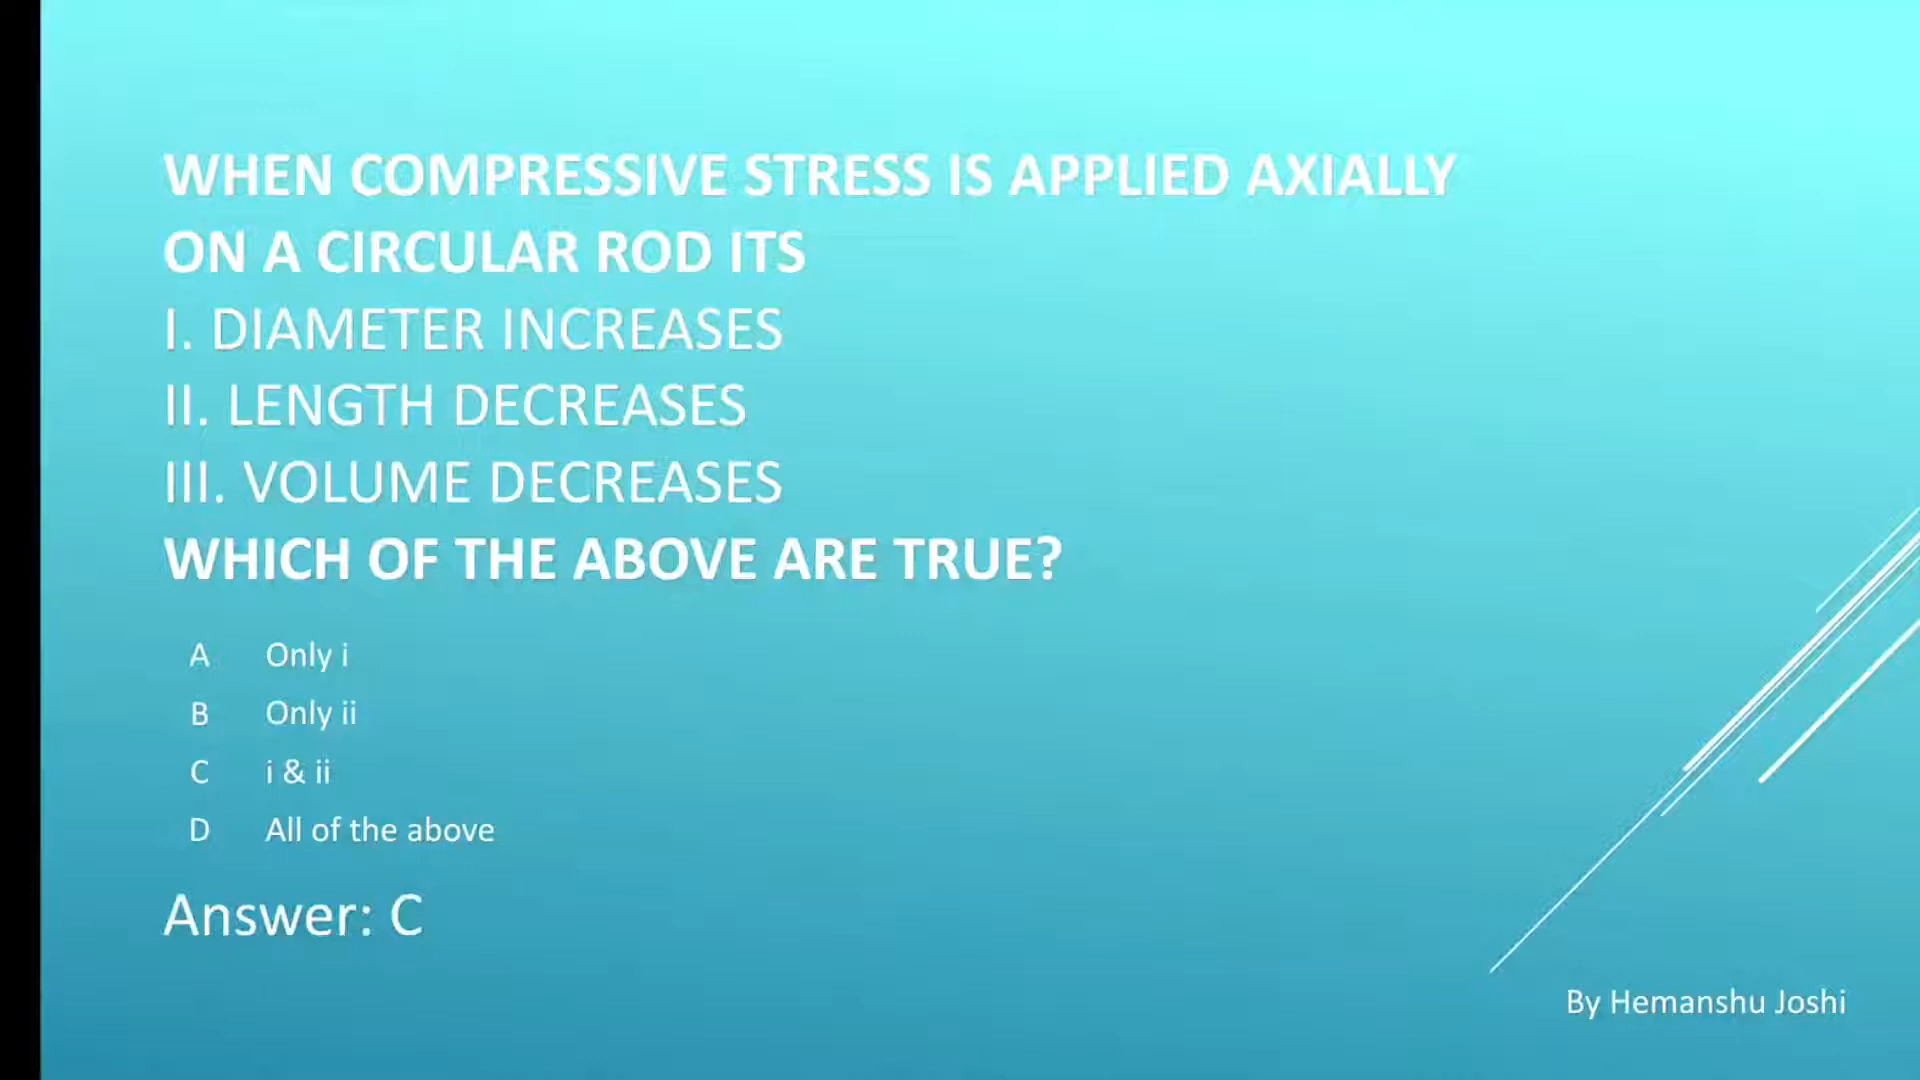 WHEN COMPRESSIVE STRESS IS APPLIED AXIALLY
ON A CIRCULAR ROD ITS
I. DIAMETER INCREASES
II. LENGTH DECREASES
III. VOLUME DECREASES
WHICH OF THE ABOVE ARE TRUE?
A Only i
B Only ii
C i & ii
D All of the above
Answer: C
By Hemanshu Joshi